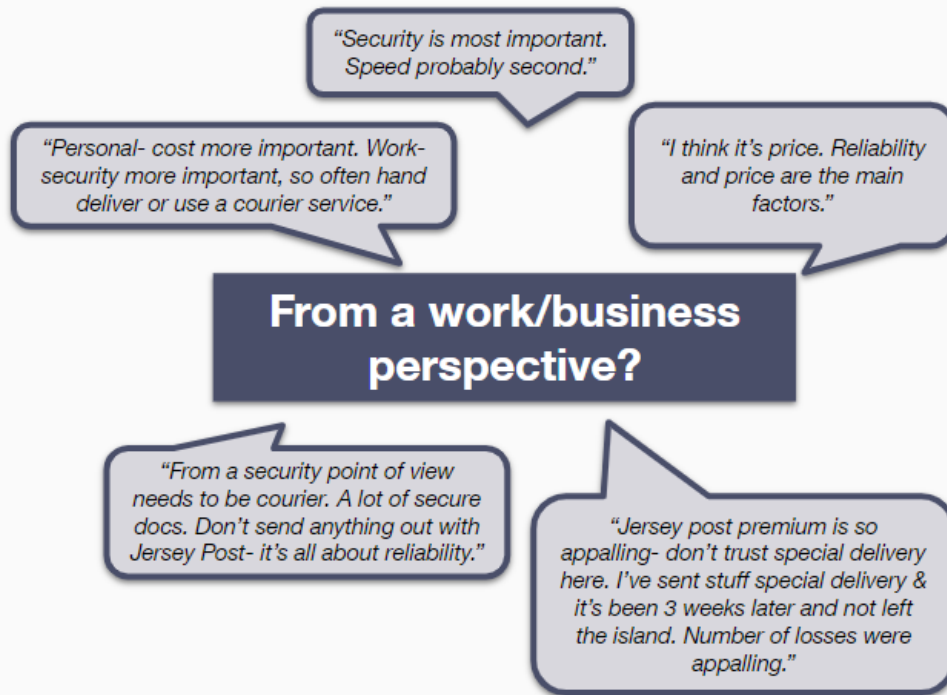 “Security is most important.
Speed probably second.”
“Personal- cost more important. Work-
security more important, so often hand
deliver or use a courier service.”
“I think it’s price. Reliability
and price are the main
factors.”
From a work/business
perspective?
“From a security point of view
needs to be courier. A lot of secure
docs. Don’t send anything out with
Jersey Post- it’s all about reliability.”
“Jersey post premium is so
appalling- don’t trust special delivery
here. I’ve sent stuff special delivery &
it’s been 3 weeks later and not left
the island. Number of losses were
appalling.”